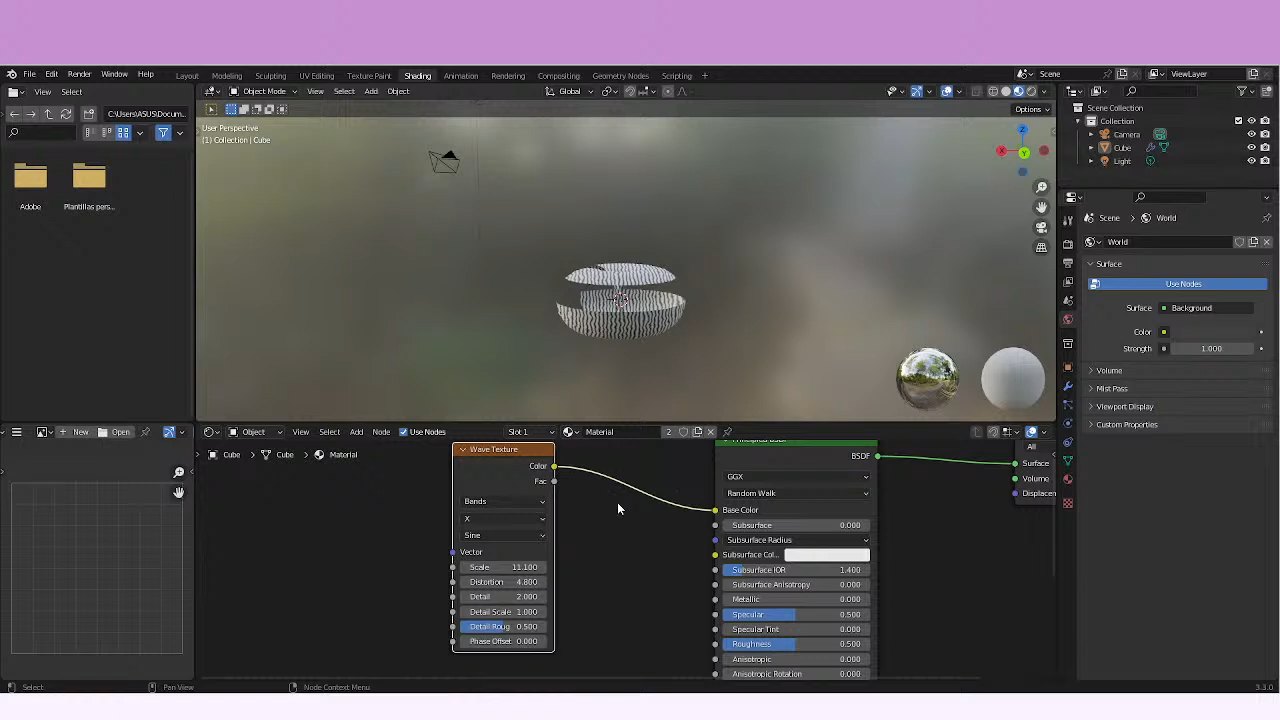 File Edit Render Window Help Layout Modeling Sculpting UV Editing Texture Paint Shading Animation Rendering Compositing Geometry Nodes Scripting + Scene ViewLayer
View Select Object Mode View Select Add Object Global
C:\Users\ASUS\Docum... Options
User Perspective
(1) Collection | Cube
Adobe Plantillas pers...
Scene Collection
Collection
Camera
Cube
Light
Scene World
World
Surface
Use Nodes
Surface Background
Color
Strength 1.000
Volume
Mist Pass
Viewport Display
Custom Properties
New Open Object View Select Add Node Use Nodes Slot 1 Material 2
Cube Cube Material
Wave Texture
Color
Fac
Bands
X
Sine
Vector
Scale 11.100
Distortion 4.800
Detail 2.000
Detail Scale 1.000
Detail Roug 0.500
Phase Offset 0.000
BSDF
GGX
Random Walk
Base Color
Subsurface 0.000
Subsurface Radius
Subsurface Col...
Subsurface IOR 1.400
Subsurface Anisotropy 0.000
Metallic 0.000
Specular 0.500
Specular Tint 0.000
Roughness 0.500
Anisotropic 0.000
Anisotropic Rotation 0.000
All
Surface
Volume
Displacen
Select Pan View Node Context Menu 3.3.0